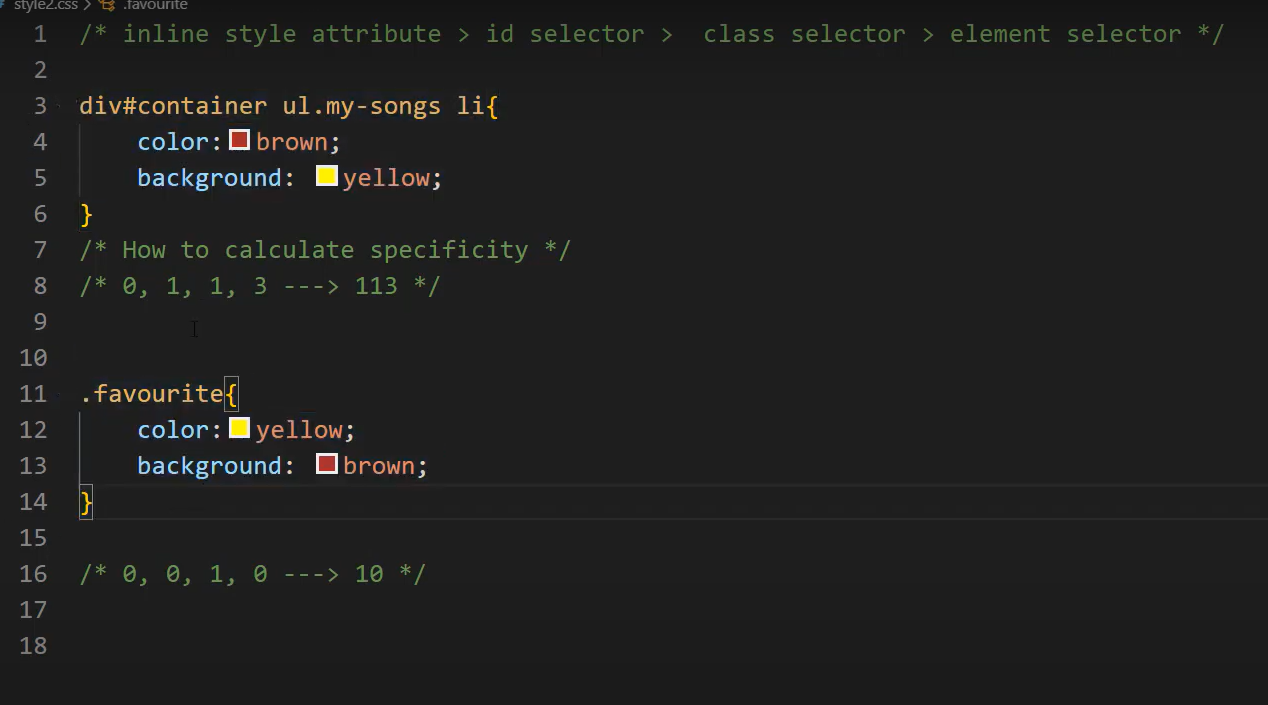 style2.css > .favourite
1 /* inline style attribute > id selector >  class selector > element selector */
2
3 div#container ul.my-songs li{
4     color: brown;
5     background: yellow;
6 }
7 /* How to calculate specificity */
8 /* 0, 1, 1, 3 ---> 113 */
9
10
11 .favourite{
12     color: yellow;
13     background: brown;
14 }
15
16 /* 0, 0, 1, 0 ---> 10 */
17
18